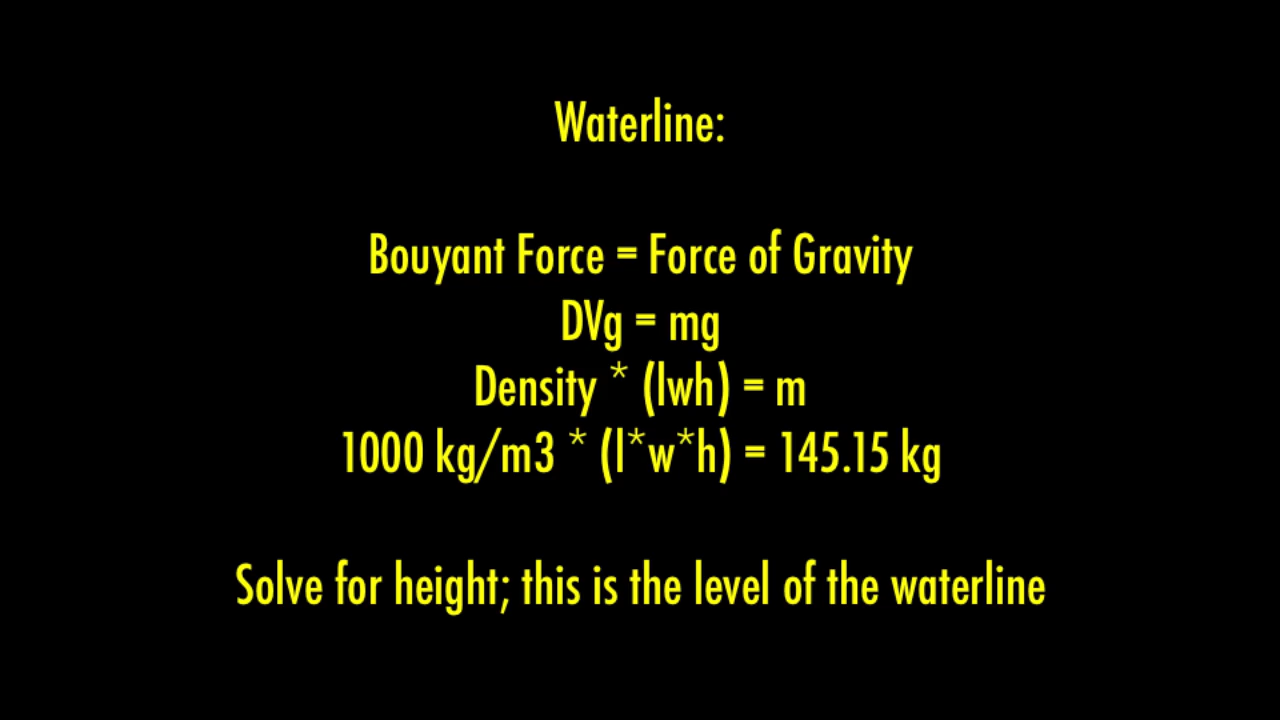 Waterline:
Bouyant Force = Force of Gravity
DVg = mg
Density * (lwh) = m
1000 kg/m3 * (l*w*h) = 145.15 kg
Solve for height; this is the level of the waterline